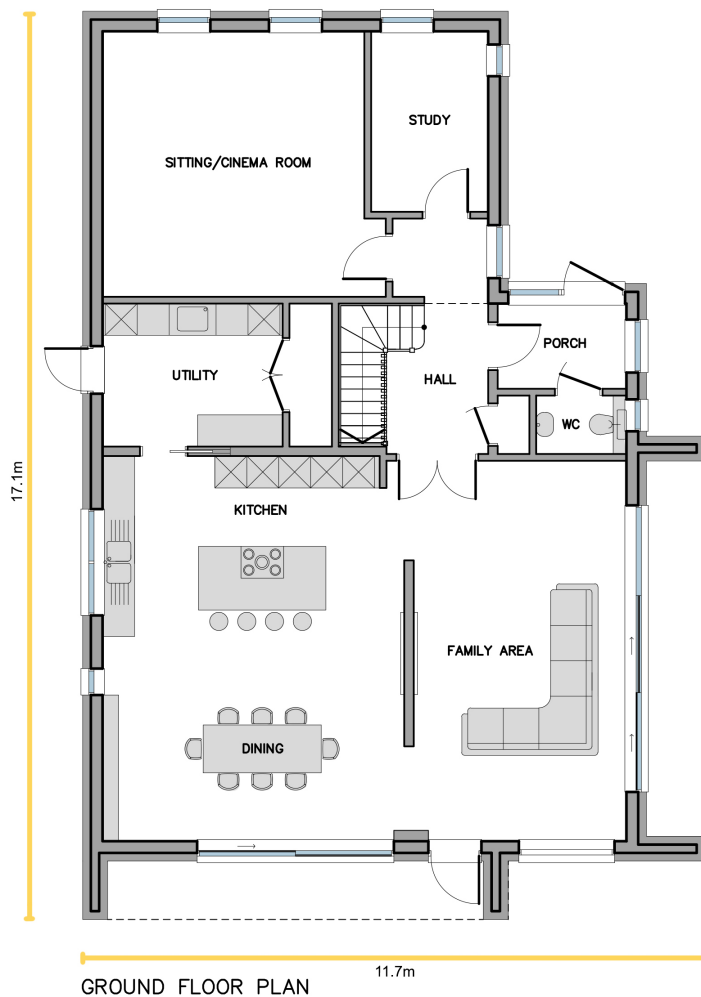 STUDY
SITTING/CINEMA ROOM
PORCH
UTILITY
HALL
WC
17.1m
KITCHEN
FAMILY AREA
DINING
11.7m
GROUND FLOOR PLAN